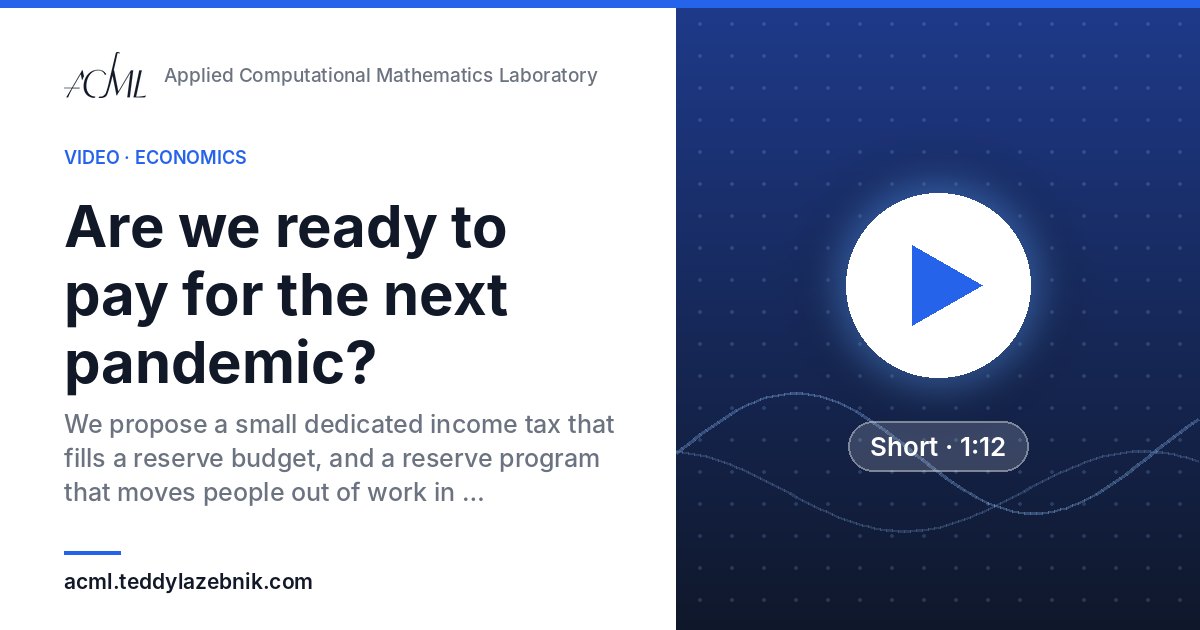 ACML
Applied Computational Mathematics Laboratory
VIDEO · ECONOMICS
Are we ready to
pay for the next
pandemic?
We propose a small dedicated income tax that
fills a reserve budget, and a reserve program
that moves people out of work in ...
acml.teddylazebnik.com
Short · 1:12